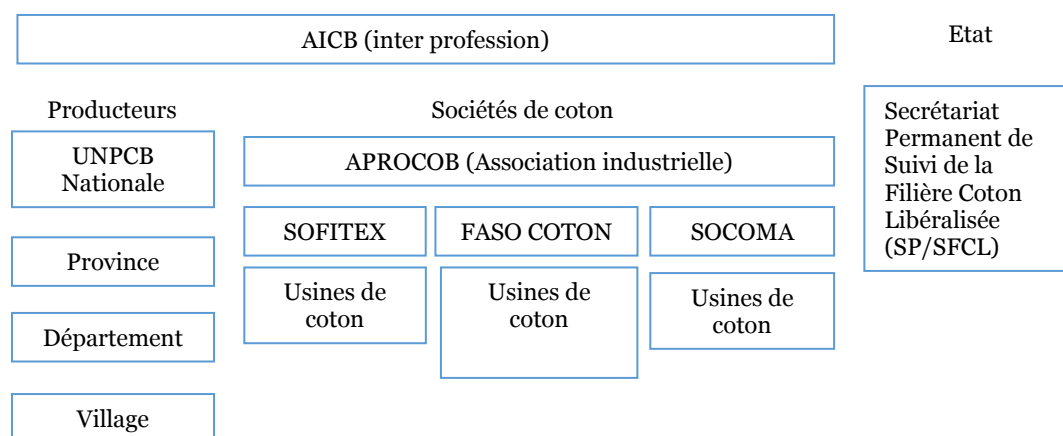 AICB (inter profession)
Etat
Producteurs
Sociétés de coton
UNPCB
Nationale
APROCOB (Association industrielle)
Secrétariat
Permanent de
Suivi de la
Filière Coton
Libéralisée
(SP/SFCL)
SOFITEX
FASO COTON
SOCOMA
Province
Usines de
coton
Usines de
coton
Usines de
coton
Département
Village